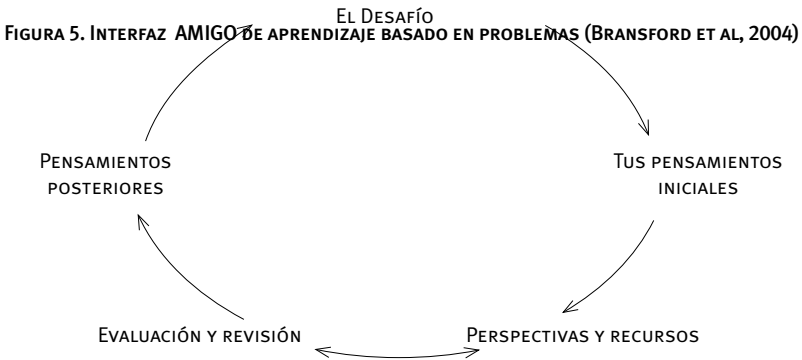 El Desafío
Figura 5. Interfaz AMIGO de aprendizaje basado en problemas (Bransford et al, 2004)
Pensamientos
posteriores
Tus pensamientos
iniciales
Evaluación y revisión
Perspectivas y recursos